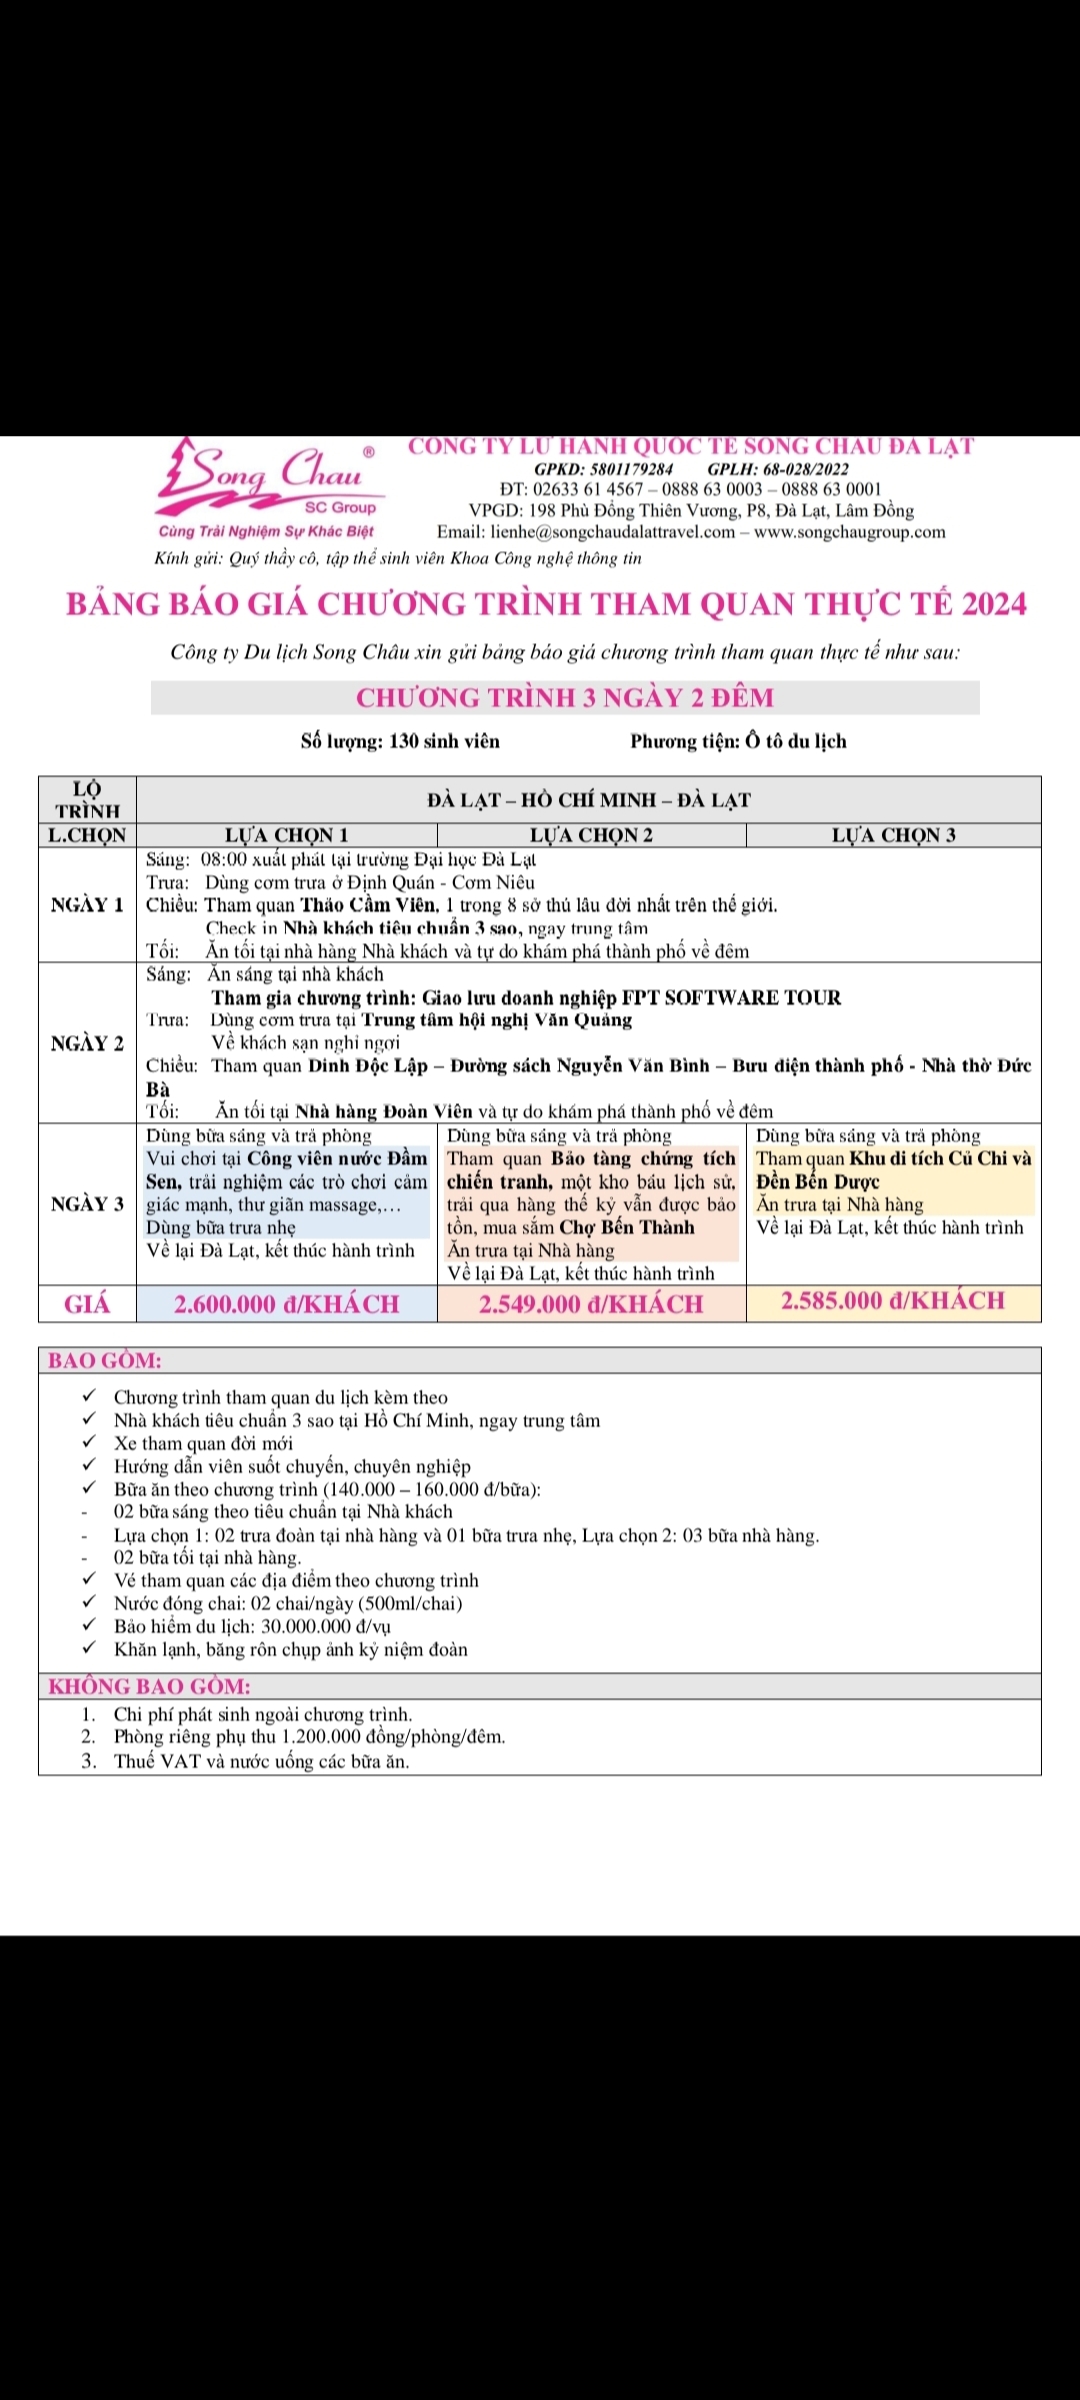 Song Chau ®
SC Group
Cùng Trải Nghiệm Sự Khác Biệt
CÔNG TY LỮ HÀNH QUỐC TẾ SONG CHÂU ĐÀ LẠT
GPKD: 5801179284 GPLH: 68-028/2022
ĐT: 02633 61 4567 – 0888 63 0003 – 0888 63 0001
VPGD: 198 Phù Đổng Thiên Vương, P8, Đà Lạt, Lâm Đồng
Email: lienhe@songchaudalattravel.com – www.songchaugroup.com
Kính gửi: Quý thầy cô, tập thể sinh viên Khoa Công nghệ thông tin
BẢNG BÁO GIÁ CHƯƠNG TRÌNH THAM QUAN THỰC TẾ 2024
Công ty Du lịch Song Châu xin gửi bảng báo giá chương trình tham quan thực tế như sau:
CHƯƠNG TRÌNH 3 NGÀY 2 ĐÊM
Số lượng: 130 sinh viên Phương tiện: Ô tô du lịch
LỘ
TRÌNH
ĐÀ LẠT – HỒ CHÍ MINH – ĐÀ LẠT
L.CHỌN LỰA CHỌN 1 LỰA CHỌN 2 LỰA CHỌN 3
NGÀY 1
Sáng: 08:00 xuất phát tại trường Đại học Đà Lạt
Trưa: Dùng cơm trưa ở Định Quán - Cơm Niêu
Chiều: Tham quan Thảo Cầm Viên, 1 trong 8 sở thú lâu đời nhất trên thế giới.
Check in Nhà khách tiêu chuẩn 3 sao, ngay trung tâm
Tối: Ăn tối tại nhà hàng Nhà khách và tự do khám phá thành phố về đêm
NGÀY 2
Sáng: Ăn sáng tại nhà khách
Tham gia chương trình: Giao lưu doanh nghiệp FPT SOFTWARE TOUR
Trưa: Dùng cơm trưa tại Trung tâm hội nghị Văn Quảng
Về khách sạn nghỉ ngơi
Chiều: Tham quan Dinh Độc Lập – Đường sách Nguyễn Văn Bình – Bưu điện thành phố - Nhà thờ Đức
Bà
Tối: Ăn tối tại Nhà hàng Đoàn Viên và tự do khám phá thành phố về đêm
NGÀY 3
Dùng bữa sáng và trả phòng
Vui chơi tại Công viên nước Đầm
Sen, trải nghiệm các trò chơi cảm
giác mạnh, thư giãn massage,…
Dùng bữa trưa nhẹ
Về lại Đà Lạt, kết thúc hành trình
Dùng bữa sáng và trả phòng
Tham quan Bảo tàng chứng tích
chiến tranh, một kho báu lịch sử,
trải qua hàng thế kỷ vẫn được bảo
tồn, mua sắm Chợ Bến Thành
Ăn trưa tại Nhà hàng
Về lại Đà Lạt, kết thúc hành trình
Dùng bữa sáng và trả phòng
Tham quan Khu di tích Củ Chi và
Đền Bến Dược
Ăn trưa tại Nhà hàng
Về lại Đà Lạt, kết thúc hành trình
GIÁ 2.600.000 đ/KHÁCH 2.549.000 đ/KHÁCH 2.585.000 đ/KHÁCH
BAO GỒM:
✓ Chương trình tham quan du lịch kèm theo
✓ Nhà khách tiêu chuẩn 3 sao tại Hồ Chí Minh, ngay trung tâm
✓ Xe tham quan đời mới
✓ Hướng dẫn viên suốt chuyến, chuyên nghiệp
✓ Bữa ăn theo chương trình (140.000 – 160.000 đ/bữa):
- 02 bữa sáng theo tiêu chuẩn tại Nhà khách
- Lựa chọn 1: 02 trưa đoàn tại nhà hàng và 01 bữa trưa nhẹ, Lựa chọn 2: 03 bữa nhà hàng.
- 02 bữa tối tại nhà hàng.
✓ Vé tham quan các địa điểm theo chương trình
✓ Nước đóng chai: 02 chai/ngày (500ml/chai)
✓ Bảo hiểm du lịch: 30.000.000 đ/vụ
✓ Khăn lạnh, băng rôn chụp ảnh kỷ niệm đoàn
KHÔNG BAO GỒM:
1. Chi phí phát sinh ngoài chương trình.
2. Phòng riêng phụ thu 1.200.000 đồng/phòng/đêm.
3. Thuế VAT và nước uống các bữa ăn.